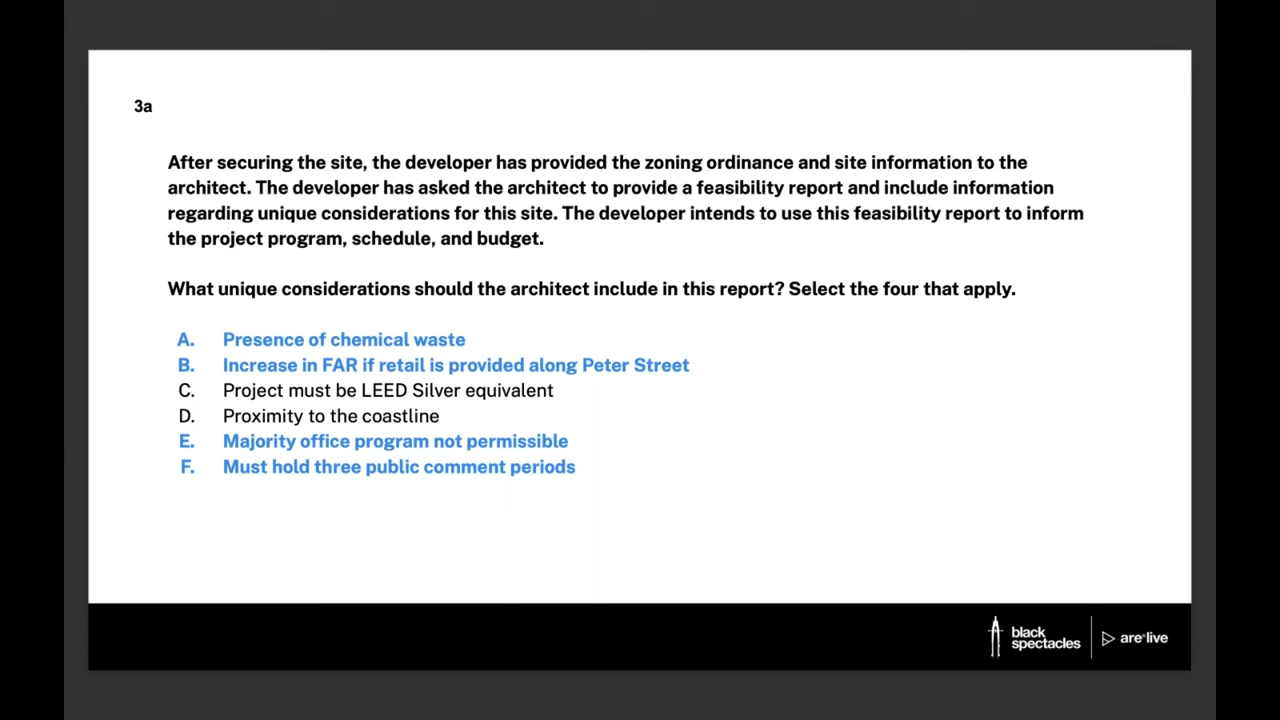 3a
After securing the site, the developer has provided the zoning ordinance and site information to the
architect. The developer has asked the architect to provide a feasibility report and include information
regarding unique considerations for this site. The developer intends to use this feasibility report to inform
the project program, schedule, and budget.
What unique considerations should the architect include in this report? Select the four that apply.
A. Presence of chemical waste
B. Increase in FAR if retail is provided along Peter Street
C. Project must be LEED Silver equivalent
D. Proximity to the coastline
E. Majority office program not permissible
F. Must hold three public comment periods
black
spectacles
are®live